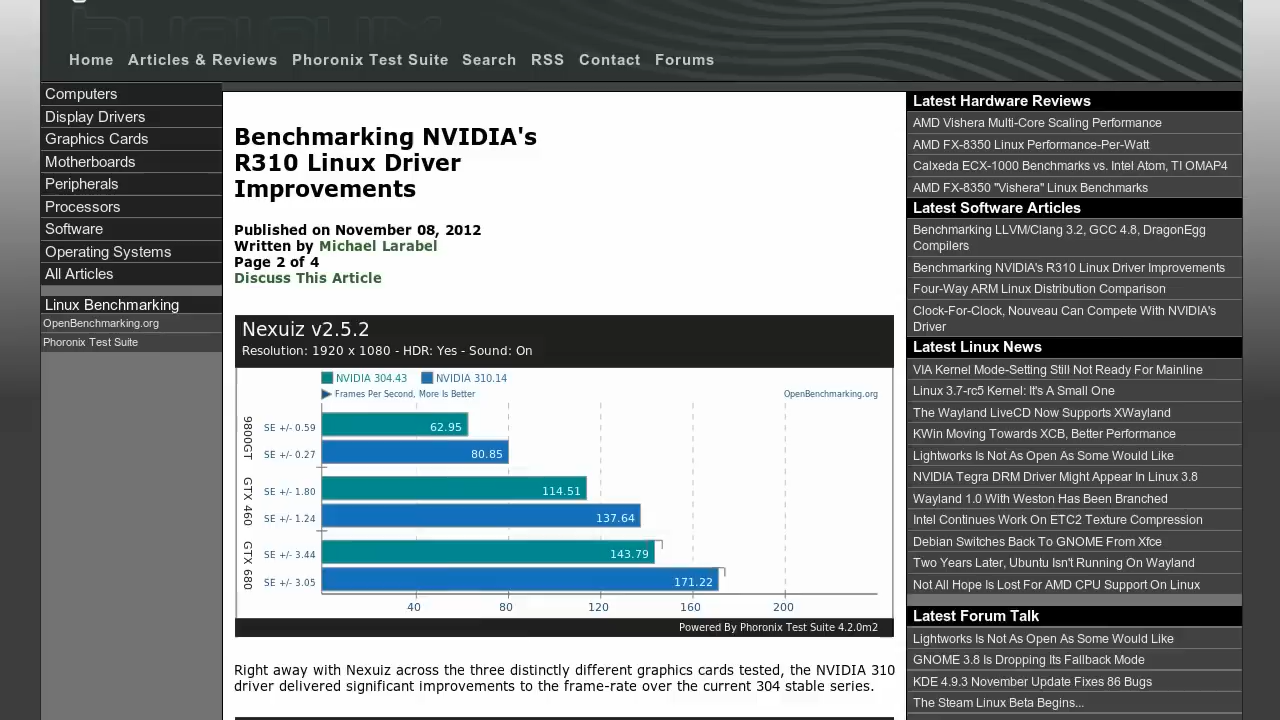 Home Articles & Reviews Phoronix Test Suite Search RSS Contact Forums
Computers
Display Drivers
Graphics Cards
Motherboards
Peripherals
Processors
Software
Operating Systems
All Articles
Linux Benchmarking
OpenBenchmarking.org
Phoronix Test Suite
Benchmarking NVIDIA's
R310 Linux Driver
Improvements
Published on November 08, 2012
Written by Michael Larabel
Page 2 of 4
Discuss This Article
Nexuiz v2.5.2
Resolution: 1920 x 1080 - HDR: Yes - Sound: On
NVIDIA 304.43 NVIDIA 310.14
Frames Per Second, More Is Better OpenBenchmarking.org
9800GT
SE +/- 0.59 62.95
SE +/- 0.27 80.85
GTX 460
SE +/- 1.80 114.51
SE +/- 1.24 137.64
GTX 680
SE +/- 3.44 143.79
SE +/- 3.05 171.22
40 80 120 160 200
Powered By Phoronix Test Suite 4.2.0m2
Right away with Nexuiz across the three distinctly different graphics cards tested, the NVIDIA 310
driver delivered significant improvements to the frame-rate over the current 304 stable series.
Latest Hardware Reviews
AMD Vishera Multi-Core Scaling Performance
AMD FX-8350 Linux Performance-Per-Watt
Calxeda ECX-1000 Benchmarks vs. Intel Atom, TI OMAP4
AMD FX-8350 "Vishera" Linux Benchmarks
Latest Software Articles
Benchmarking LLVM/Clang 3.2, GCC 4.8, DragonEgg
Compilers
Benchmarking NVIDIA's R310 Linux Driver Improvements
Four-Way ARM Linux Distribution Comparison
Clock-For-Clock, Nouveau Can Compete With NVIDIA's
Driver
Latest Linux News
VIA Kernel Mode-Setting Still Not Ready For Mainline
Linux 3.7-rc5 Kernel: It's A Small One
The Wayland LiveCD Now Supports XWayland
KWin Moving Towards XCB, Better Performance
Lightworks Is Not As Open As Some Would Like
NVIDIA Tegra DRM Driver Might Appear In Linux 3.8
Wayland 1.0 With Weston Has Been Branched
Intel Continues Work On ETC2 Texture Compression
Debian Switches Back To GNOME From Xfce
Two Years Later, Ubuntu Isn't Running On Wayland
Not All Hope Is Lost For AMD CPU Support On Linux
Latest Forum Talk
Lightworks Is Not As Open As Some Would Like
GNOME 3.8 Is Dropping Its Fallback Mode
KDE 4.9.3 November Update Fixes 86 Bugs
The Steam Linux Beta Begins...